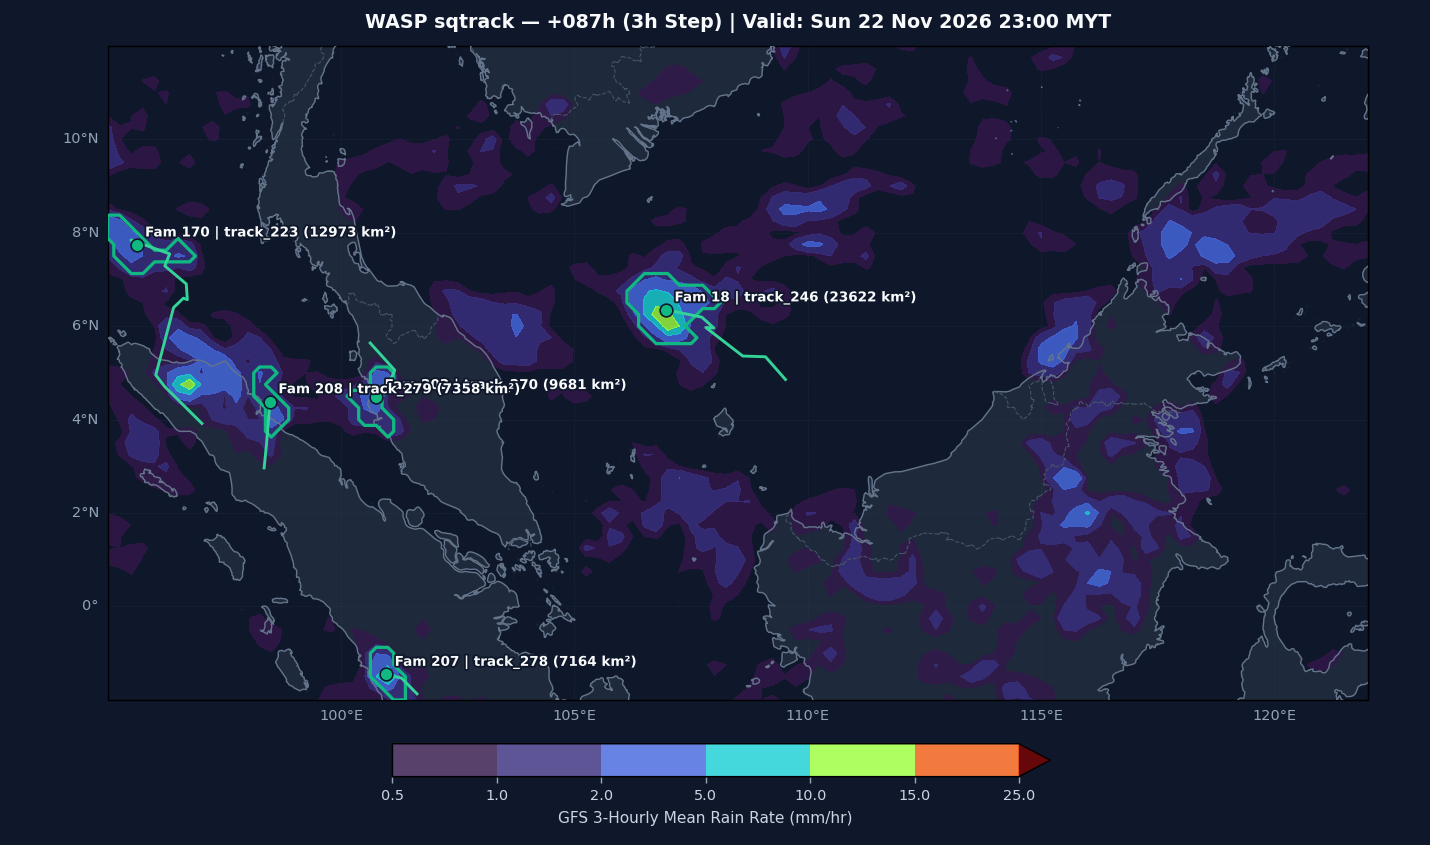 WASP sqtrack — +087h (3h Step) | Valid: Sun 22 Nov 2026 23:00 MYT
10°N
8°N
6°N
4°N
2°N
0°
Fam 170 | track_223 (12973 km²)
Fam 18 | track_246 (23622 km²)
Fam 208 | track_279 (7358 km²)
70 (9681 km²)
Fam 207 | track_278 (7164 km²)
100°E
105°E
110°E
115°E
120°E
0.5
1.0
2.0
5.0
10.0
15.0
25.0
GFS 3-Hourly Mean Rain Rate (mm/hr)